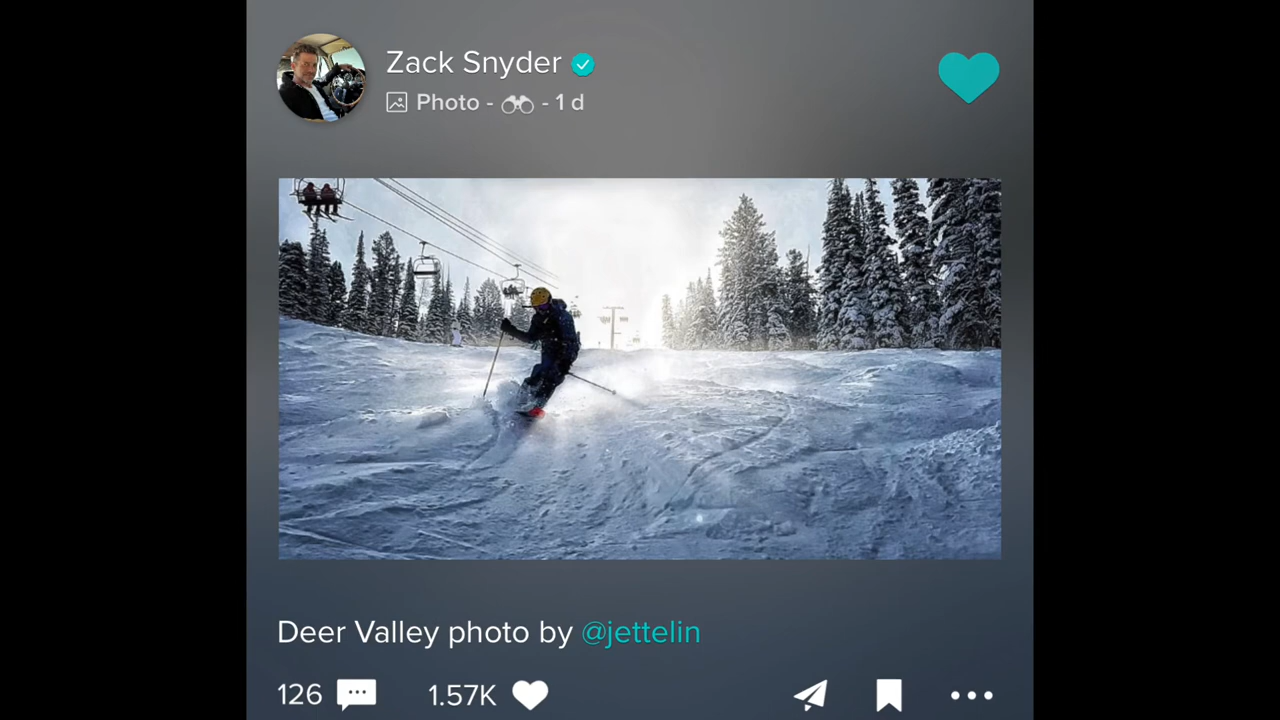 Zack Snyder
Photo - - 1 d
Deer Valley photo by @jettelin
126 1.57K